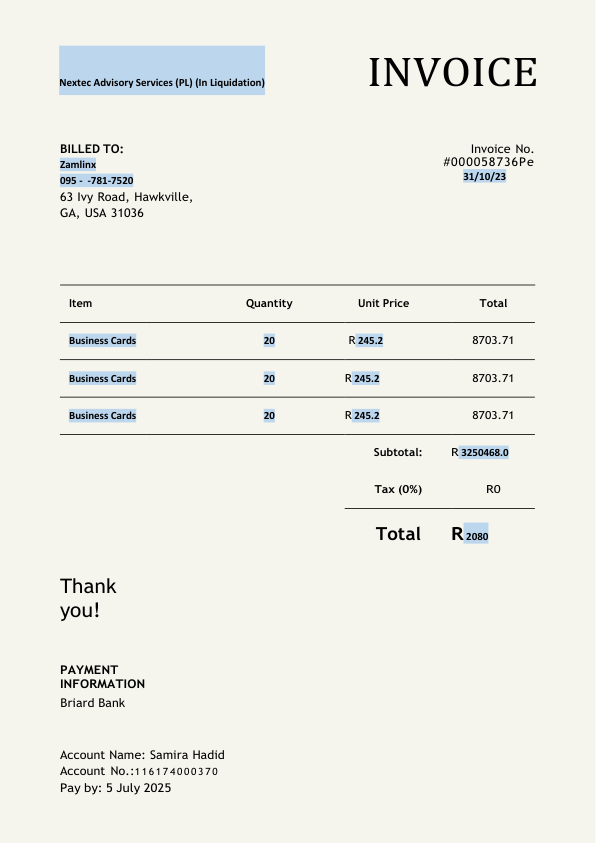 Nextec Advisory Services (PL) (In Liquidation)
INVOICE
BILLED TO:
Zamlinx
095 - -781-7520
63 Ivy Road, Hawkville,
GA, USA 31036
Invoice No.
#000058736Pe
31/10/23
Item Quantity Unit Price Total
Business Cards 20 R 245.2 8703.71
Business Cards 20 R 245.2 8703.71
Business Cards 20 R 245.2 8703.71
Subtotal: R 3250468.0
Tax (0%) R0
Total R 2080
Thank
you!
PAYMENT
INFORMATION
Briard Bank
Account Name: Samira Hadid
Account No.:116174000370
Pay by: 5 July 2025